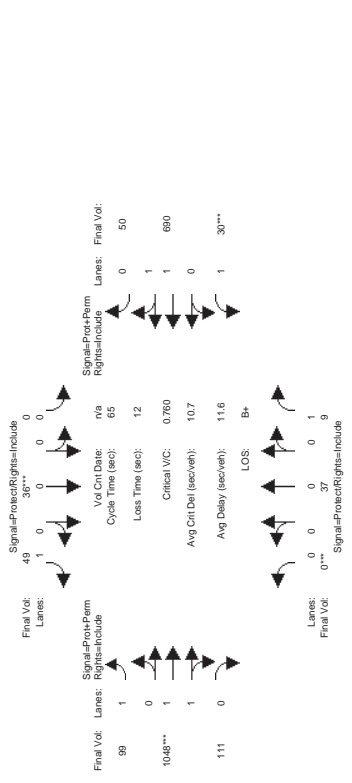 Signal=Protect/Rights=Include
Final Vol: 49 36*** 0
Lanes: 1 0 0 0 0
Signal=Prot+Perm
Rights=Include
Signal=Prot+Perm
Rights=Include
Final Vol: Lanes: Vol Cnt Date: n/a Lanes: Final Vol:
Cycle Time (sec): 65
99 1 0 50
Loss Time (sec): 12
0 1
1048*** 1 Critical V/C: 0.760 1 690
1 Avg Crit Del (sec/veh): 10.7 0
111 0 Avg Delay (sec/veh): 11.6 1 30***
LOS: B+
Lanes: 0 0 0 0 1
Final Vol: 0*** 37 9
Signal=Protect/Rights=Include